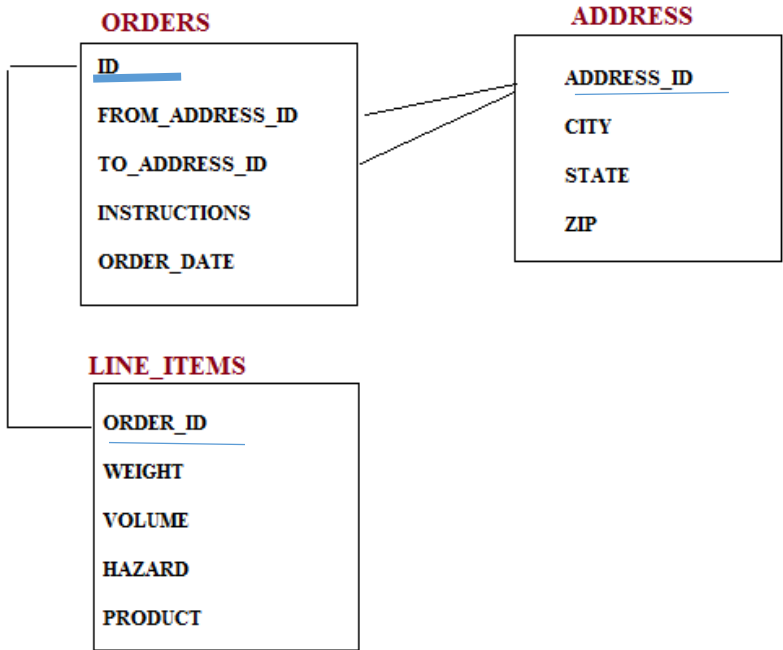 ORDERS
ID
FROM_ADDRESS_ID
TO_ADDRESS_ID
INSTRUCTIONS
ORDER_DATE
ADDRESS
ADDRESS_ID
CITY
STATE
ZIP
LINE_ITEMS
ORDER_ID
WEIGHT
VOLUME
HAZARD
PRODUCT